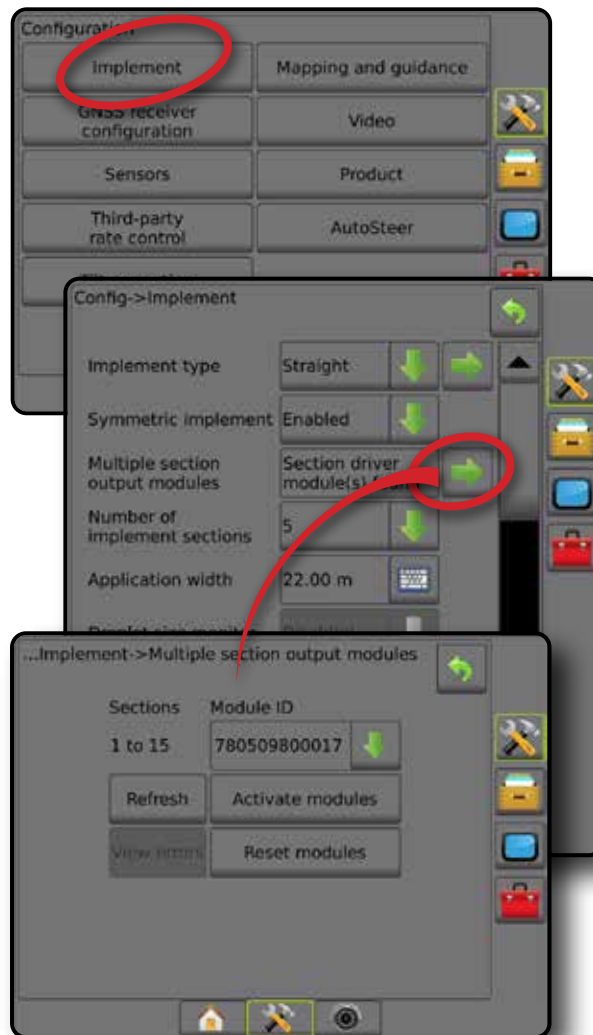 Configuration
Implement
Mapping and guidance
GNSS receiver
configuration
Video
Sensors
Product
Third-party
rate control
AutoSteer
Config->Implement
Implement type
Straight
Symmetric implement
Enabled
Multiple section
output modules
Section driver
module(s)
Number of
implement sections
5
Application width
22.00 m
...Implement->Multiple section output modules
Sections
Module ID
1 to 15
780509800017
Refresh
Activate modules
View errors
Reset modules